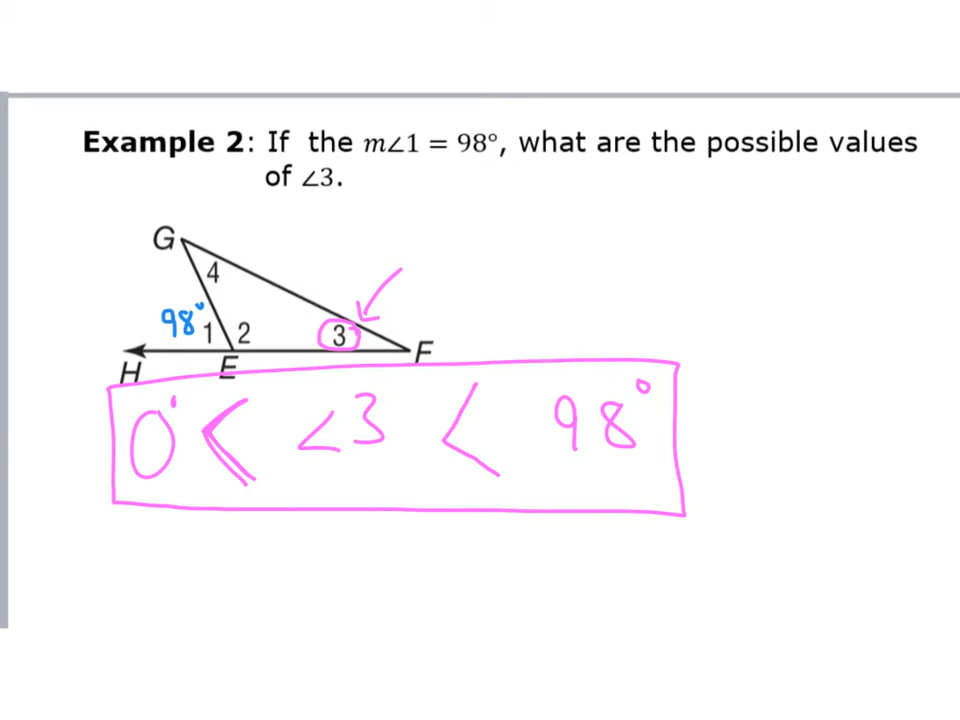 Example 2: If the m∠1 = 98°, what are the possible values
of ∠3.
G
4
98°
1 2 3
F
H E
0° < ∠3 < 98°